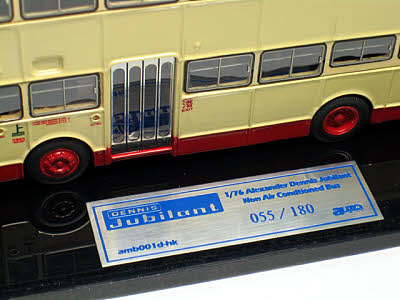 DENNIS
Jubilant
1/76 Alexander Dennis Jubilant
Non Air Conditioned Bus
055 / 180
amb001d-hk